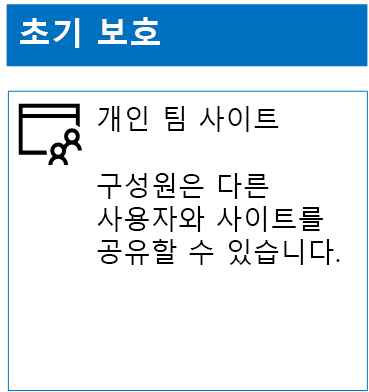 초기 보호
개인 팀 사이트
구성원은 다른
사용자와 사이트를
공유할 수 있습니다.